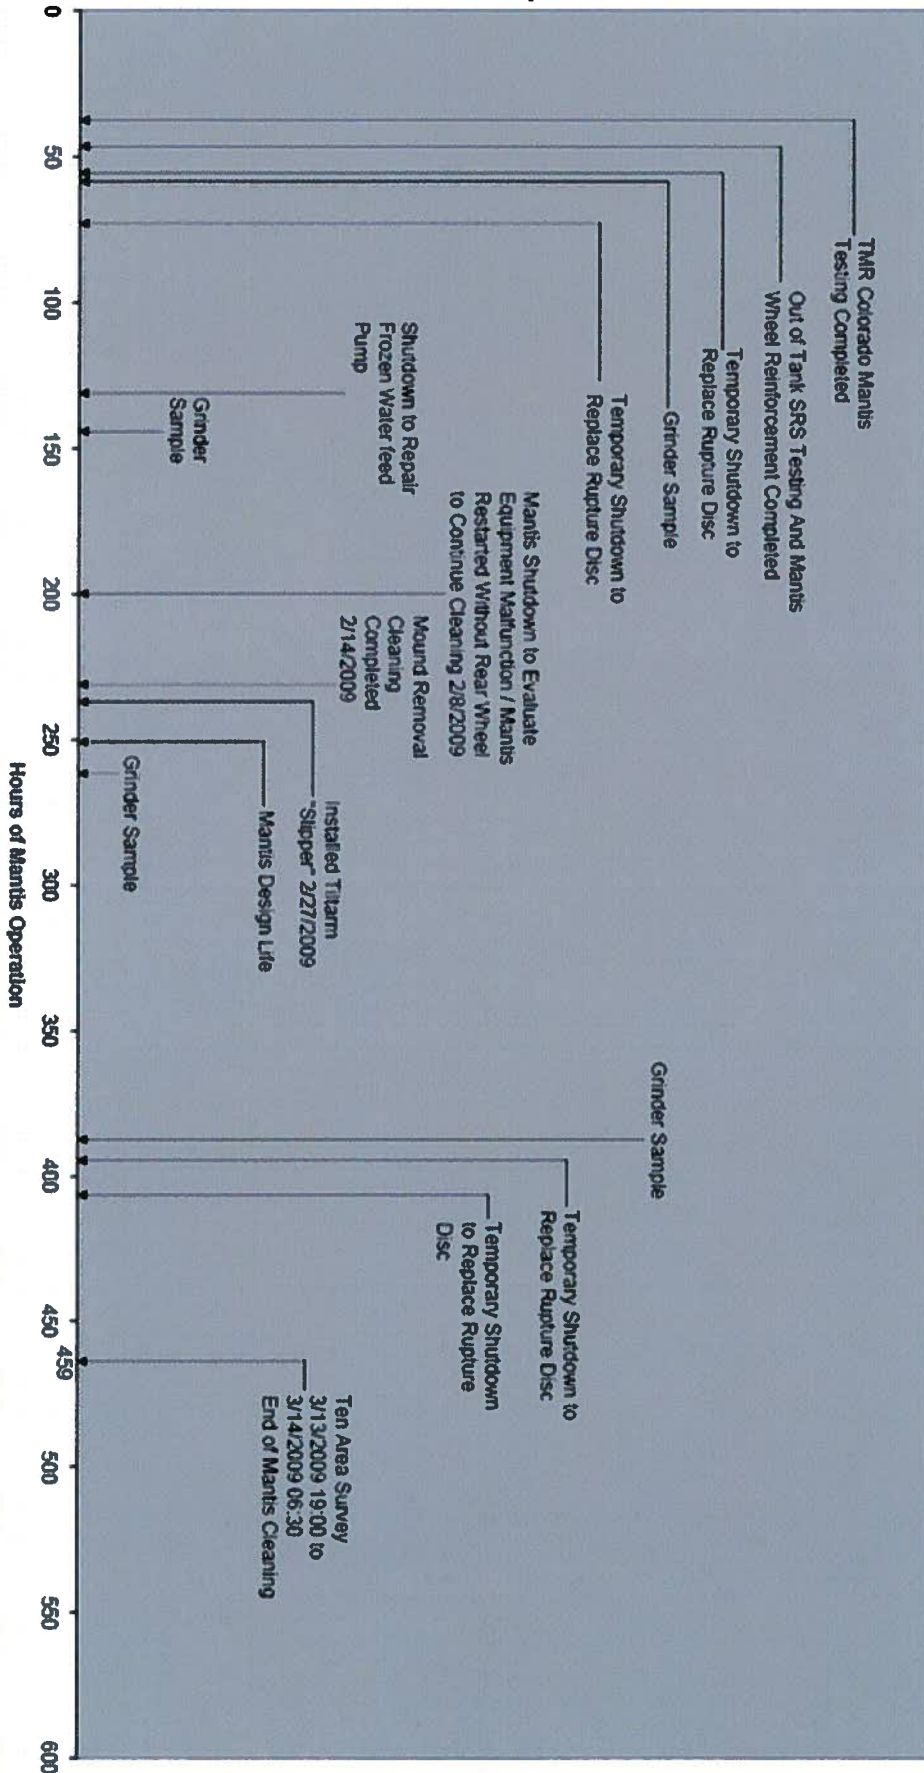 TMR Colorado Mantis
Testing Completed
Out of Tank SRS Testing And Mantis
Wheel Reinforcement Completed
Temporary Shutdown to
Replace Rupture Disc
Grinder Sample
Temporary Shutdown to
Replace Rupture Disc
Shutdown to Repair
Frozen Water feed
Pump
Grinder
Sample
Mantis Shutdown to Evaluate
Equipment Malfunction / Mantis
Restarted Without Rear Wheel
to Continue Cleaning 2/8/2009
Mound Removal
Cleaning
Completed
2/14/2009
Installed Tiltarm
"Slipper" 2/27/2009
Mantis Design Life
Grinder Sample
Grinder Sample
Temporary Shutdown to
Replace Rupture Disc
Temporary Shutdown
to Replace Rupture
Disc
Ten Area Survey
3/13/2009 19:00 to
3/14/2009 06:30
End of Mantis Cleaning
0
50
100
150
200
250
300
350
400
450
459
500
550
600
Hours of Mantis Operation